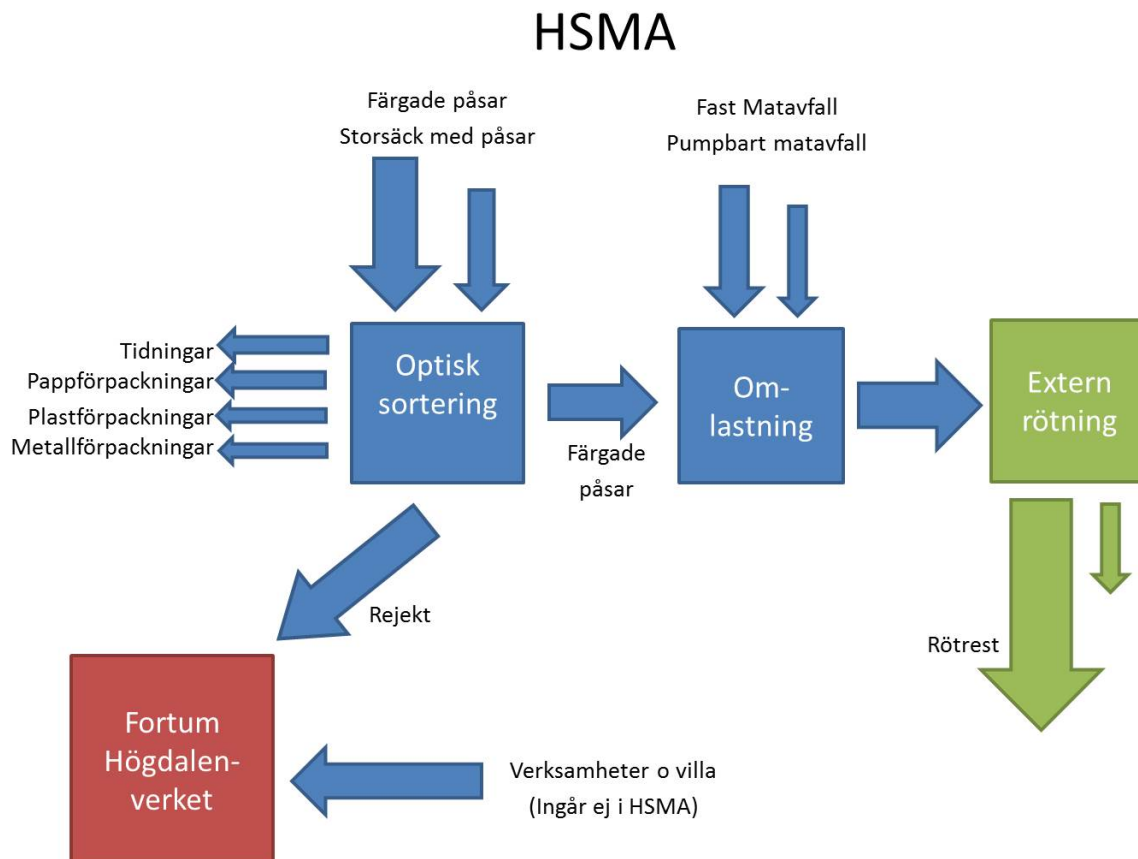 HSMA
Färgade påsar
Storsäck med påsar
Fast Matavfall
Pumpbart matavfall
Tidningar
Pappförpackningar
Plastförpackningar
Metallförpackningar
Optisk
sortering
Färgade
påsar
Om-
lastning
Extern
rötning
Rejekt
Rötrest
Fortum
Högdalen-
verket
Verksamheter o villa
(Ingår ej i HSMA)